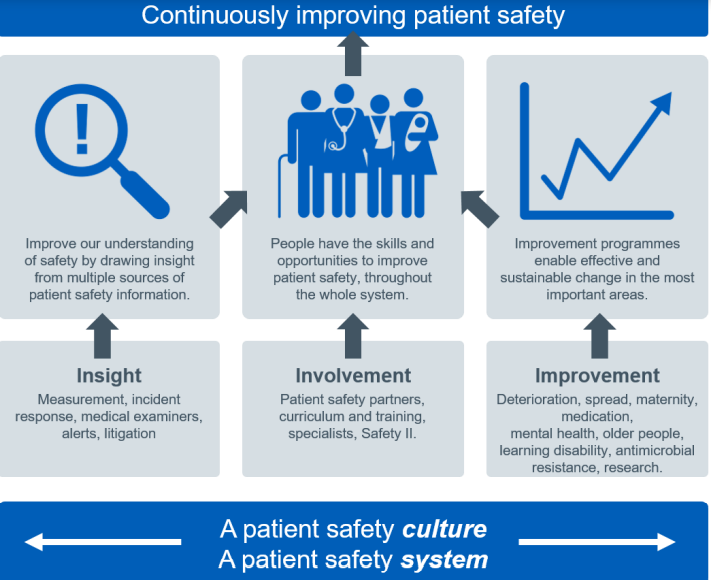 Continuously improving patient safety
!
Improve our understanding
of safety by drawing insight
from multiple sources of
patient safety information.
People have the skills and
opportunities to improve
patient safety, throughout
the whole system.
Improvement programmes
enable effective and
sustainable change in the most
important areas.
Insight
Measurement, incident
response, medical examiners,
alerts, litigation
Involvement
Patient safety partners,
curriculum and training,
specialists, Safety II.
Improvement
Deterioration, spread, maternity,
medication,
mental health, older people,
learning disability, antimicrobial
resistance, research.
A patient safety culture
A patient safety system